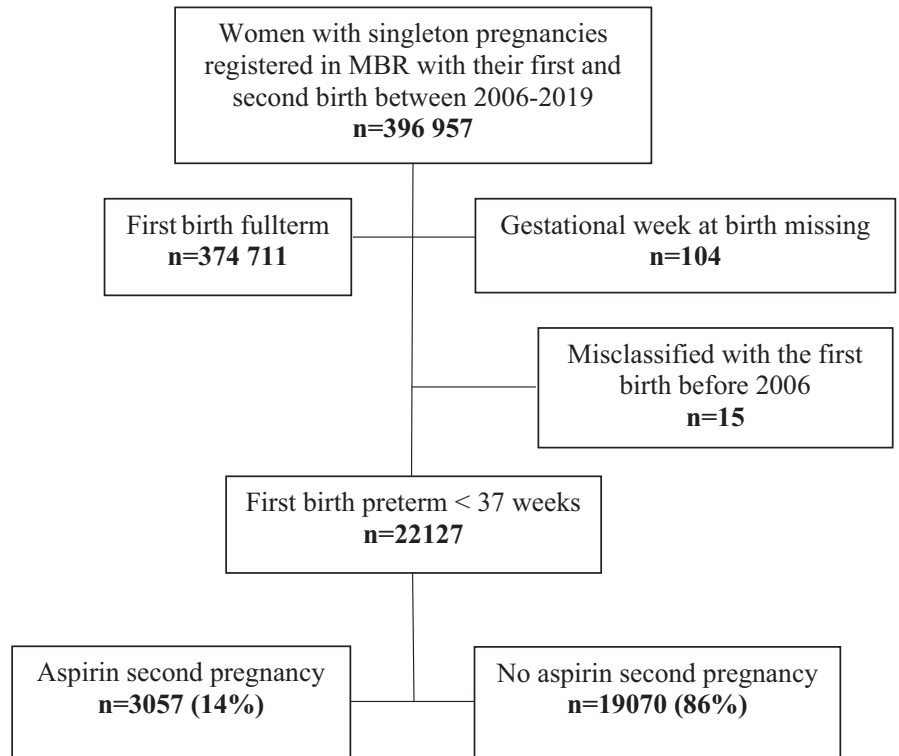 Women with singleton pregnancies
registered in MBR with their first and
second birth between 2006-2019
n=396 957
First birth fullterm
n=374 711
Gestational week at birth missing
n=104
Misclassified with the first
birth before 2006
n=15
First birth preterm < 37 weeks
n=22127
Aspirin second pregnancy
n=3057 (14%)
No aspirin second pregnancy
n=19070 (86%)